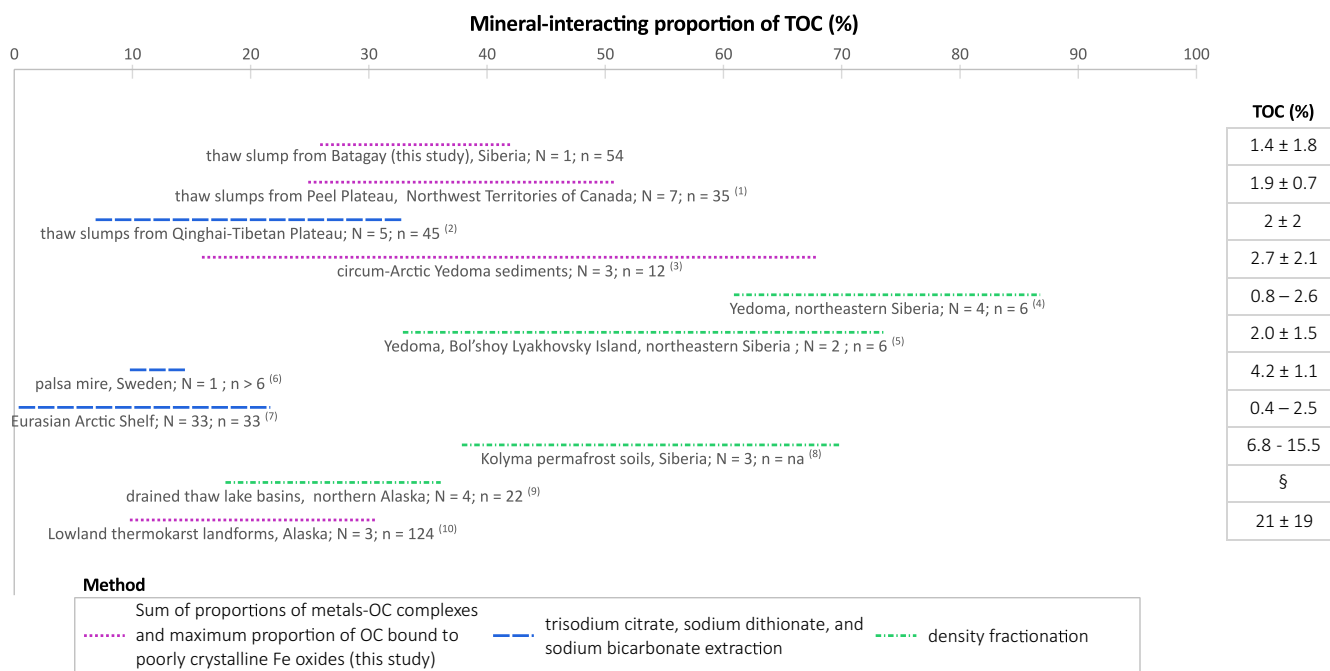 Mineral-interacting proportion of TOC (%)
0 10 20 30 40 50 60 70 80 90 100
TOC (%)
thaw slump from Batagay (this study), Siberia; N = 1; n = 54
1.4 ± 1.8
thaw slumps from Peel Plateau, Northwest Territories of Canada; N = 7; n = 35 (1)
1.9 ± 0.7
thaw slumps from Qinghai-Tibetan Plateau; N = 5; n = 45 (2)
2 ± 2
circum-Arctic Yedoma sediments; N = 3; n = 12 (3)
2.7 ± 2.1
Yedoma, northeastern Siberia; N = 4; n = 6 (4)
0.8 – 2.6
Yedoma, Bol'shoy Lyakhovsky Island, northeastern Siberia ; N = 2 ; n = 6 (5)
2.0 ± 1.5
palsa mire, Sweden; N = 1 ; n > 6 (6)
4.2 ± 1.1
Eurasian Arctic Shelf; N = 33; n = 33 (7)
0.4 – 2.5
Kolyma permafrost soils, Siberia; N = 3; n = na (8)
6.8 - 15.5
drained thaw lake basins, northern Alaska; N = 4; n = 22 (9)
§
Lowland thermokarst landforms, Alaska; N = 3; n = 124 (10)
21 ± 19
Method
Sum of proportions of metals-OC complexes
and maximum proportion of OC bound to
poorly crystalline Fe oxides (this study)
trisodium citrate, sodium dithionate, and
sodium bicarbonate extraction
density fractionation